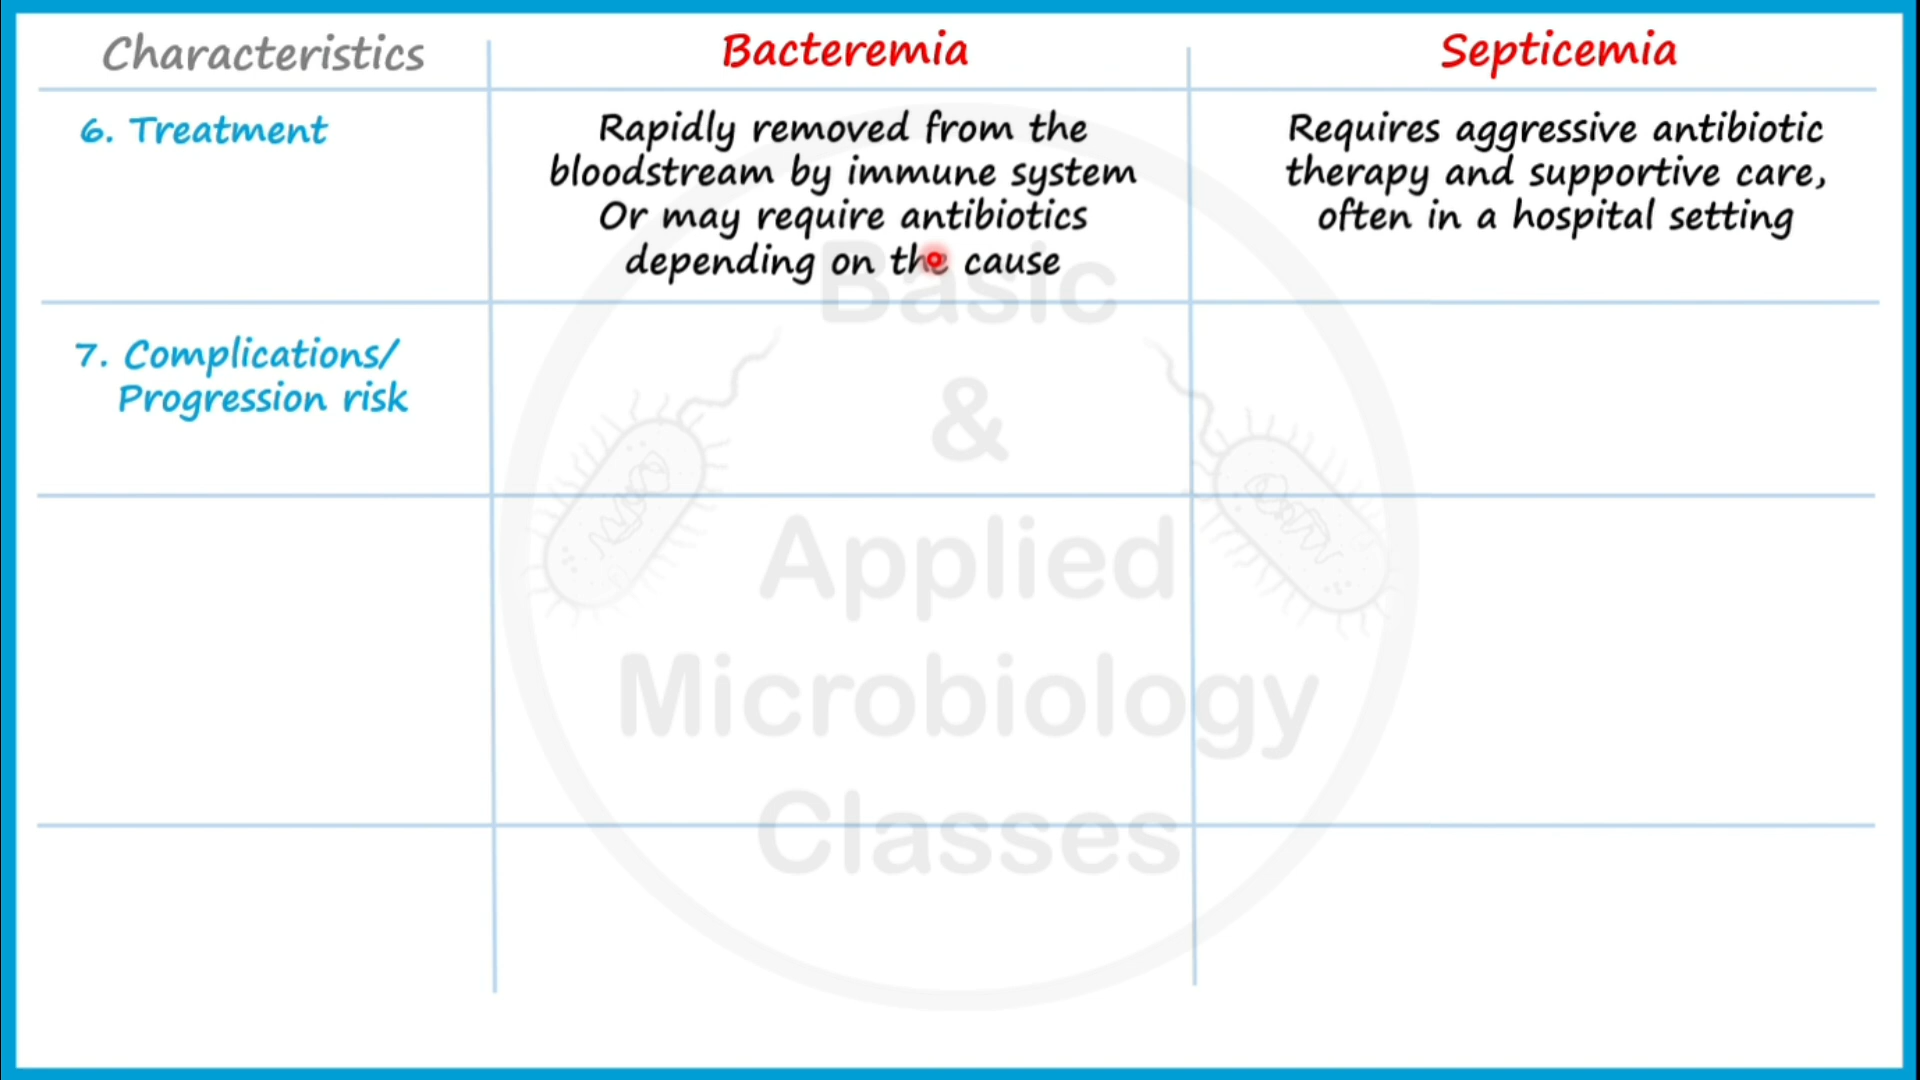 Characteristics
Bacteremia
Septicemia
6. Treatment
Rapidly removed from the
bloodstream by immune system
Or may require antibiotics
depending on the cause
Requires aggressive antibiotic
therapy and supportive care,
often in a hospital setting
7. Complications/
Progression risk
Basic
&
Applied
Microbiology
Classes